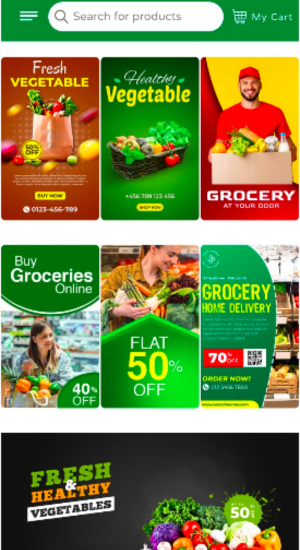 Search for products
My Cart
Fresh
VEGETABLE
50%
OFF
BUY NOW
0123-456-789
Healthy
Vegetable
+456 789 123-456
SHOP NOW
GROCERY
AT YOUR DOOR
Buy
Groceries
Online
40%
OFF
FLAT
50%
OFF
GROCERY
HOME DELIVERY
70%
ORDER NOW!
FRESH
&
HEALTHY
VEGETABLES
50%